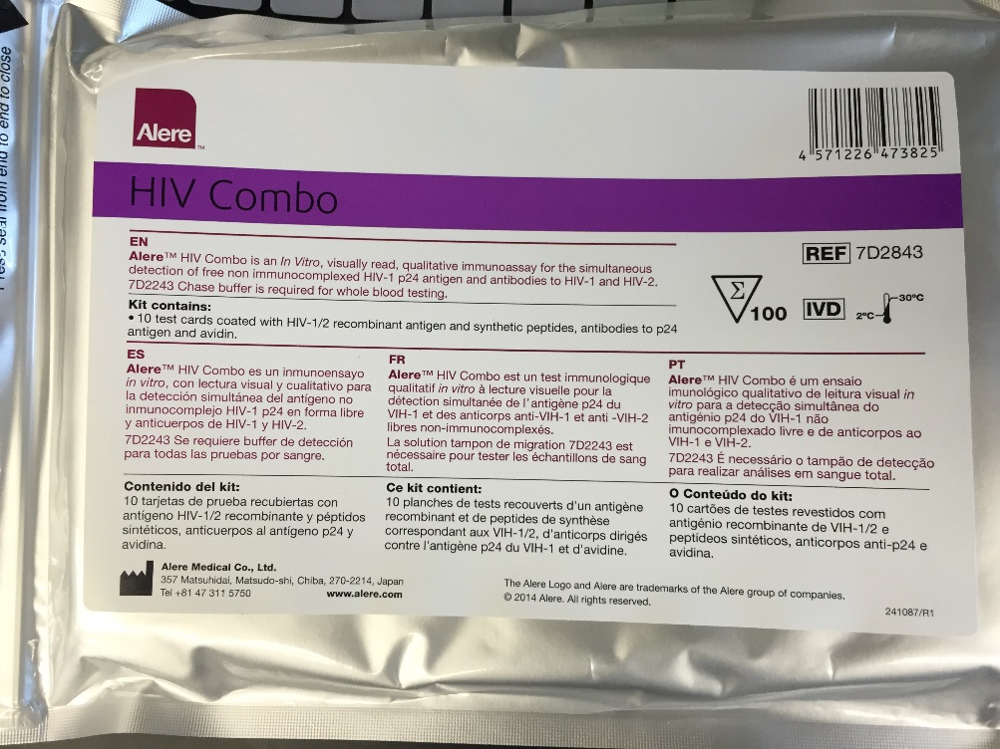 Press seal from end to end to close
Alere™
4 571226 473825
HIV Combo
EN
Alere™ HIV Combo is an In Vitro, visually read, qualitative immunoassay for the simultaneous
detection of free non immunocomplexed HIV-1 p24 antigen and antibodies to HIV-1 and HIV-2.
7D2243 Chase buffer is required for whole blood testing.
Kit contains:
• 10 test cards coated with HIV-1/2 recombinant antigen and synthetic peptides, antibodies to p24
antigen and avidin.
REF 7D2843
Σ 100
IVD
2°C
30°C
ES
Alere™ HIV Combo es un inmunoensayo
in vitro, con lectura visual y cualitativo para
la detección simultánea del antígeno no
inmunocomplejo HIV-1 p24 en forma libre
y anticuerpos de HIV-1 y HIV-2.
7D2243 Se requiere buffer de detección
para todas las pruebas por sangre.
Contenido del kit:
10 tarjetas de prueba recubiertas con
antígeno HIV-1/2 recombinante y péptidos
sintéticos, anticuerpos al antígeno p24 y
avidina.
FR
Alere™ HIV Combo est un test immunologique
qualitatif in vitro à lecture visuelle pour la
détection simultanée de l'antigène p24 du
VIH-1 et des anticorps anti-VIH-1 et anti -VIH-2
libres non-immunocomplexés.
La solution tampon de migration 7D2243 est
nécessaire pour tester les échantillons de sang
total.
Ce kit contient:
10 planches de tests recouverts d'un antigène
recombinant et de peptides de synthèse
correspondant aux VIH-1/2, d'anticorps dirigés
contre l'antigène p24 du VIH-1 et d'avidine.
PT
Alere™ HIV Combo é um ensaio
imunológico qualitativo de leitura visual in
vitro para a detecção simultânea do
antigénio p24 do VIH-1 não
imunocomplexado livre e de anticorpos ao
VIH-1 e VIH-2.
7D2243 É necessário o tampão de detecção
para realizar análises em sangue total.
O Conteúdo do kit:
10 cartões de testes revestidos com
antigénio recombinante de VIH-1/2 e
peptídeos sintéticos, anticorpos anti-p24 e
avidina.
Alere Medical Co., Ltd.
357 Matsuhidai, Matsudo-shi, Chiba, 270-2214, Japan
Tel +81 47 311 5750 www.alere.com
The Alere Logo and Alere are trademarks of the Alere group of companies.
© 2014 Alere. All rights reserved.
241087/R1